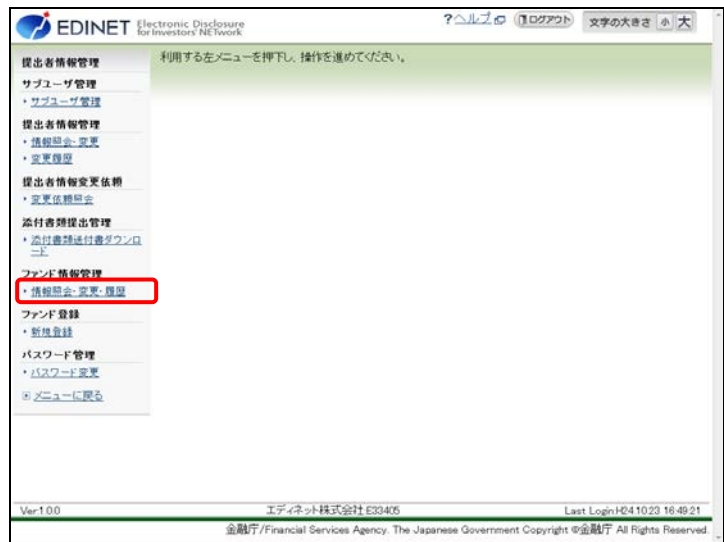 EDINET Electronic Disclosure for Investors' NETwork
?ヘルプ ログアウト 文字の大きさ 小 大
提出者情報管理
利用する左メニューを押下し、操作を進めてください。
サブユーザ管理
・サブユーザ管理
提出者情報管理
・情報照会・変更
・変更履歴
提出者情報変更依頼
・変更依頼照会
添付書類提出管理
・添付書類送付書ダウンロ
ード
ファンド情報管理
・情報照会・変更・履歴
ファンド登録
・新規登録
パスワード管理
・パスワード変更
メニューに戻る
Ver.1.0.0 エディネット株式会社 E33405 Last Login:H24.10.23 16:49:21
金融庁/Financial Services Agency. The Japanese Government Copyright ©金融庁 All Rights Reserved.